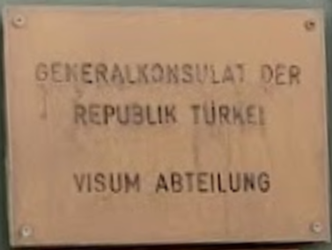 GENERALKONSULAT DER
REPUBLIK TÜRKEI
VISUM ABTEILUNG